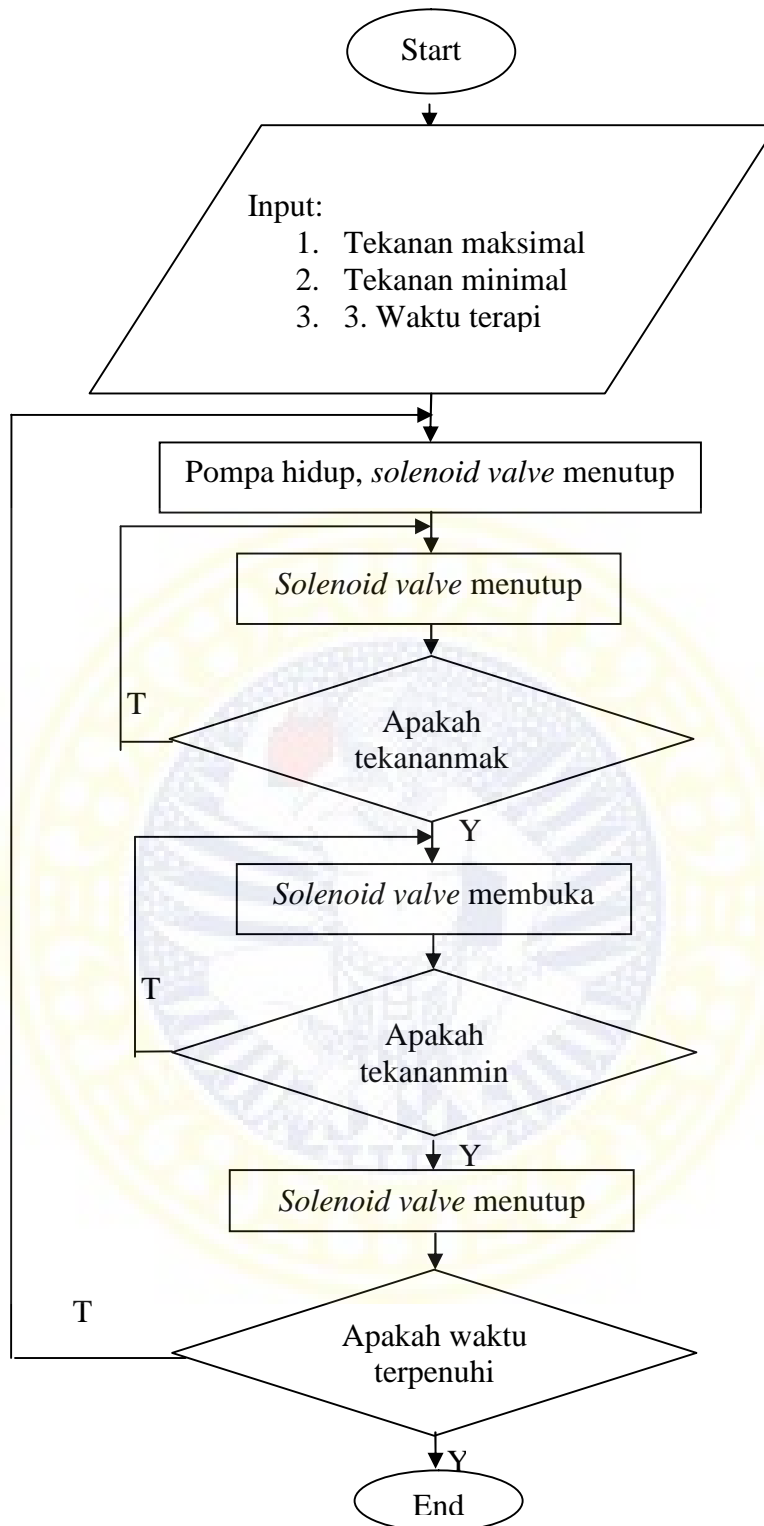 Start
Input:
1. Tekanan maksimal
2. Tekanan minimal
3. 3. Waktu terapi
Pompa hidup, solenoid valve menutup
Solenoid valve menutup
T
Apakah
tekananmak
Y
Solenoid valve membuka
T
Apakah
tekananmin
Y
Solenoid valve menutup
T
Apakah waktu
terpenuhi
Y
End